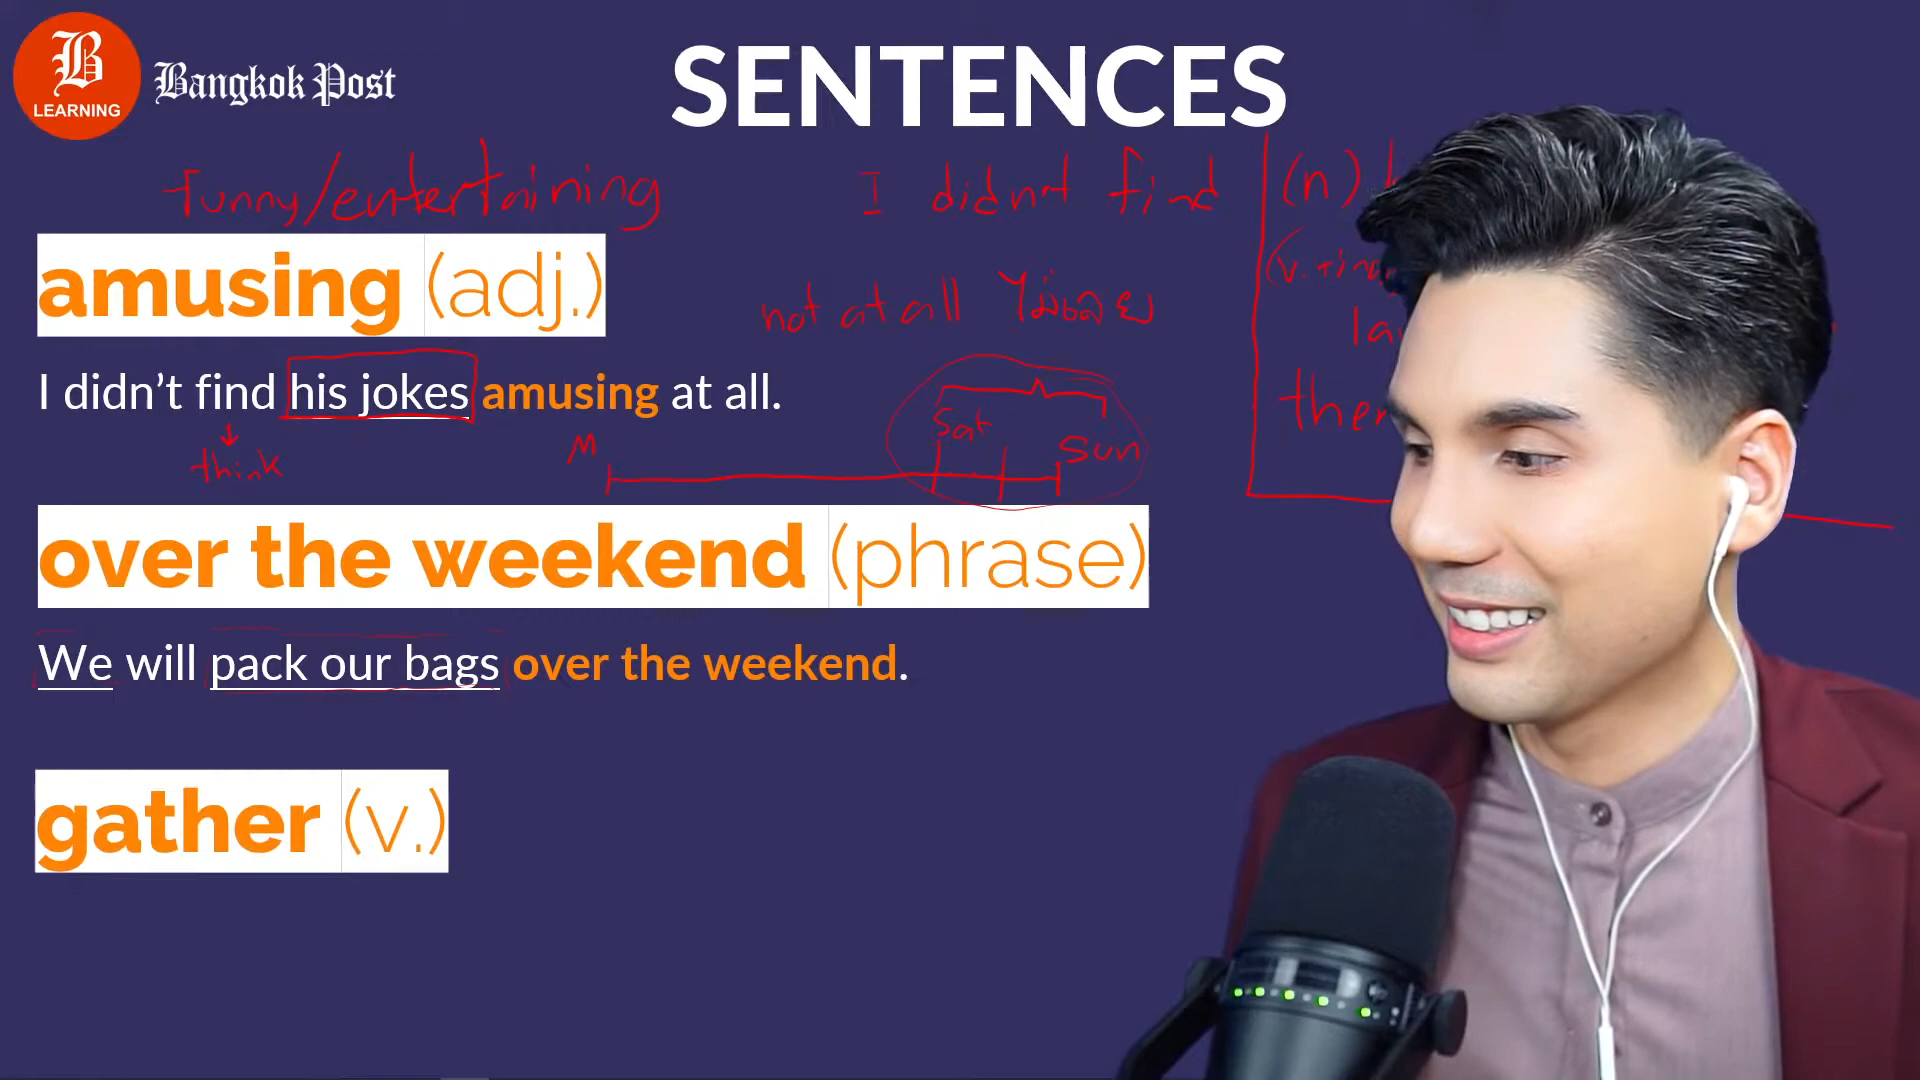 B
LEARNING
Bangkok Post
SENTENCES
funny/entertaining
I didn't find
(n)
amusing (adj.)
not at all ไม่เลย
I didn't find his jokes amusing at all.
think
M
Sat
Sun
over the weekend (phrase)
We will pack our bags over the weekend.
gather (v.)